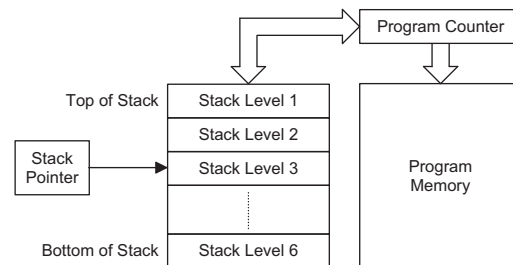 Program Counter
Top of Stack
Stack Level 1
Stack Level 2
Stack
Pointer
Stack Level 3
Program
Memory
Bottom of Stack
Stack Level 6